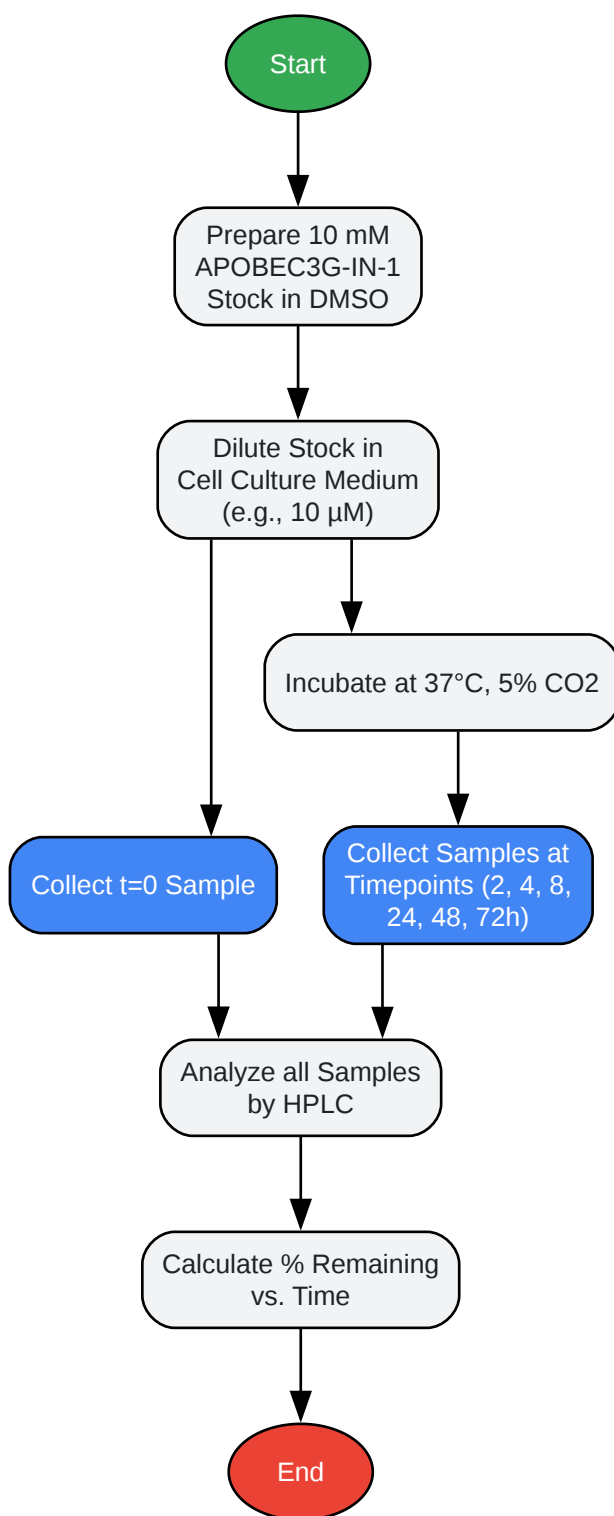 Start
Prepare 10 mM
APOBEC3G-IN-1
Stock in DMSO
Dilute Stock in
Cell Culture Medium
(e.g., 10 µM)
Incubate at 37°C, 5% CO2
Collect t=0 Sample
Collect Samples at
Timepoints (2, 4, 8,
24, 48, 72h)
Analyze all Samples
by HPLC
Calculate % Remaining
vs. Time
End